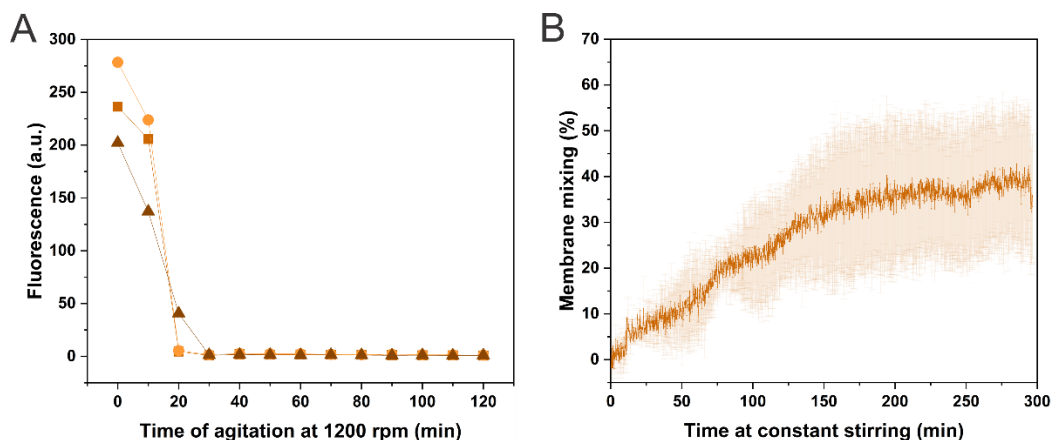 A
300
250
200
150
100
50
0
Fluorescence (a.u.)
0 20 40 60 80 100 120
Time of agitation at 1200 rpm (min)
B
70
60
50
40
30
20
10
0
Membrane mixing (%)
0 50 100 150 200 250 300
Time at constant stirring (min)